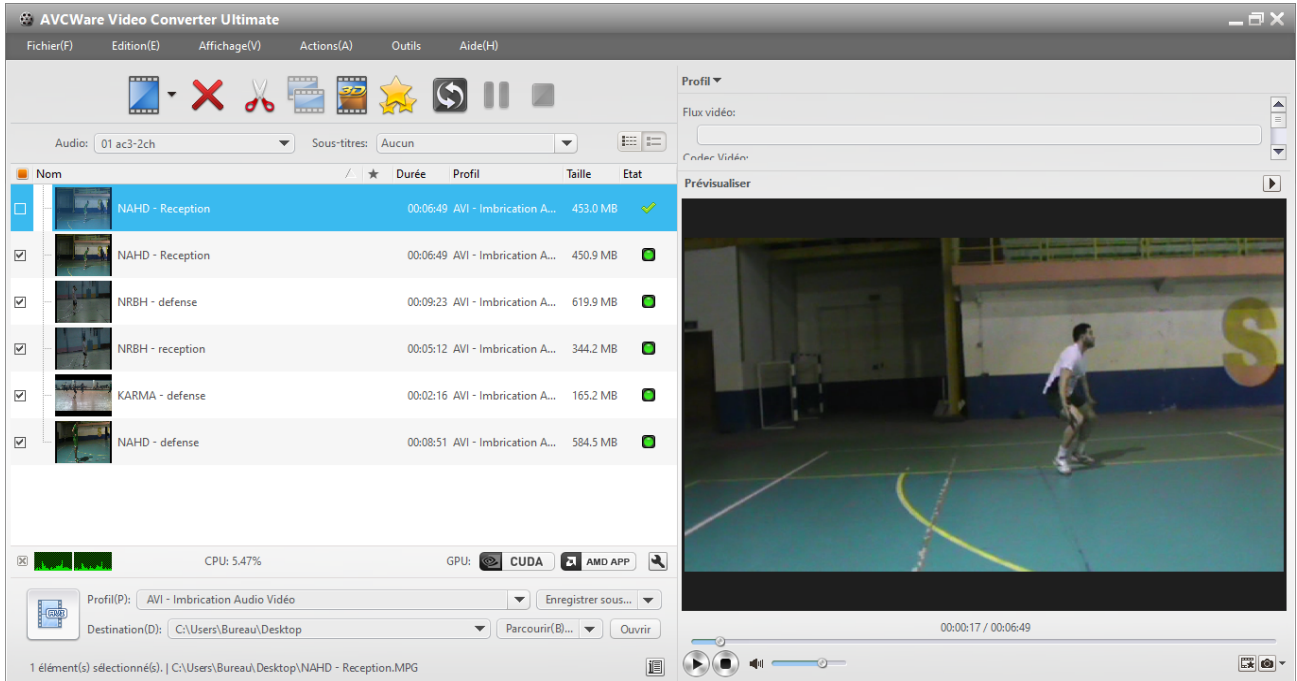 AVCWare Video Converter Ultimate
Fichier(F) Edition(E) Affichage(V) Actions(A) Outils Aide(H)
3D
Profil
Flux vidéo:
Audio: 01 ac3-2ch Sous-titres: Aucun
Codec Vidéo:
Nom Durée Profil Taille Etat
Prévisualiser
NAHD - Reception 00:06:49 AVI - Imbrication A... 453.0 MB
NAHD - Reception 00:06:49 AVI - Imbrication A... 450.9 MB
NRBH - defense 00:09:23 AVI - Imbrication A... 619.9 MB
NRBH - reception 00:05:12 AVI - Imbrication A... 344.2 MB
KARMA - defense 00:02:16 AVI - Imbrication A... 165.2 MB
NAHD - defense 00:08:51 AVI - Imbrication A... 584.5 MB
S
CPU: 5.47% GPU: CUDA AMD APP
Profil(P): AVI - Imbrication Audio Vidéo Enregistrer sous...
Destination(D): C:\Users\Bureau\Desktop Parcourir(B)... Ouvrir
00:00:17 / 00:06:49
1 élément(s) sélectionné(s). | C:\Users\Bureau\Desktop\NAHD - Reception.MPG